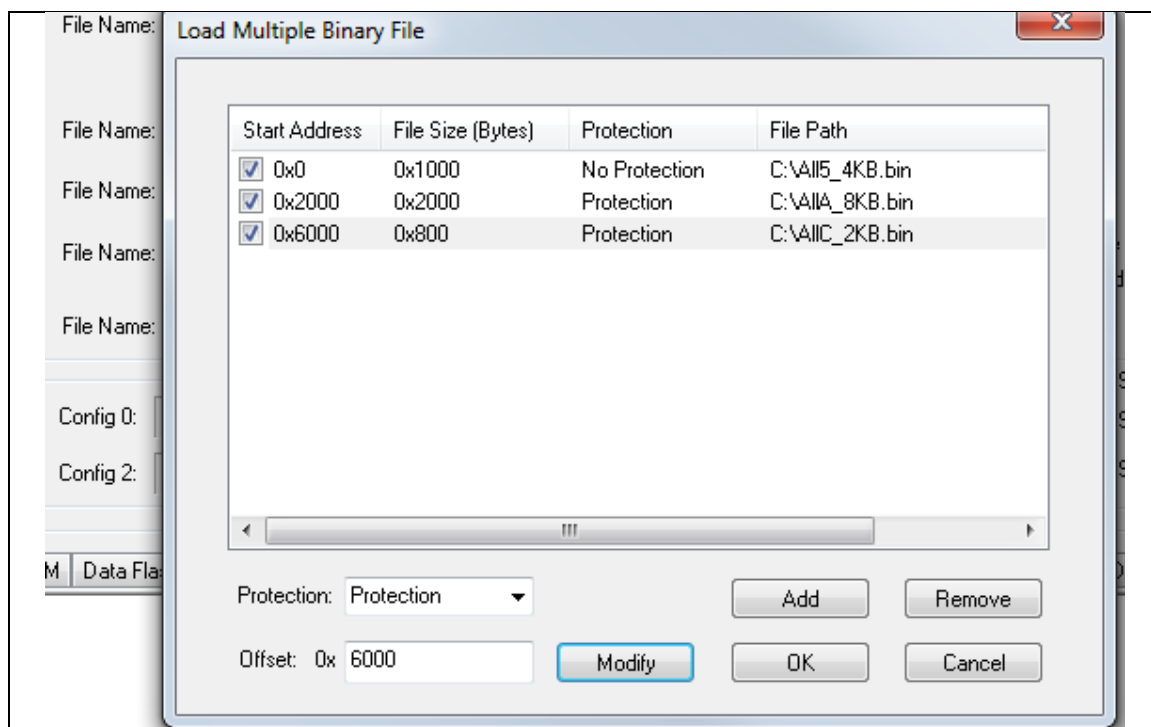 File Name:
Load Multiple Binary File
x
File Name:
File Name:
File Name:
File Name:
Config 0:
Config 2:
Start Address File Size (Bytes) Protection File Path
0x0 0x1000 No Protection C:\All5_4KB.bin
0x2000 0x2000 Protection C:\AllA_8KB.bin
0x6000 0x800 Protection C:\AllC_2KB.bin
M Data Fla
Protection: Protection Add Remove
Offset: 0x 6000 Modify OK Cancel